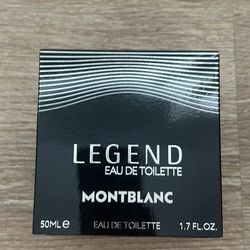 LEGEND
EAU DE TOILETTE
MONTBLANC
50ML e EAU DE TOILETTE 1.7 FL.OZ.